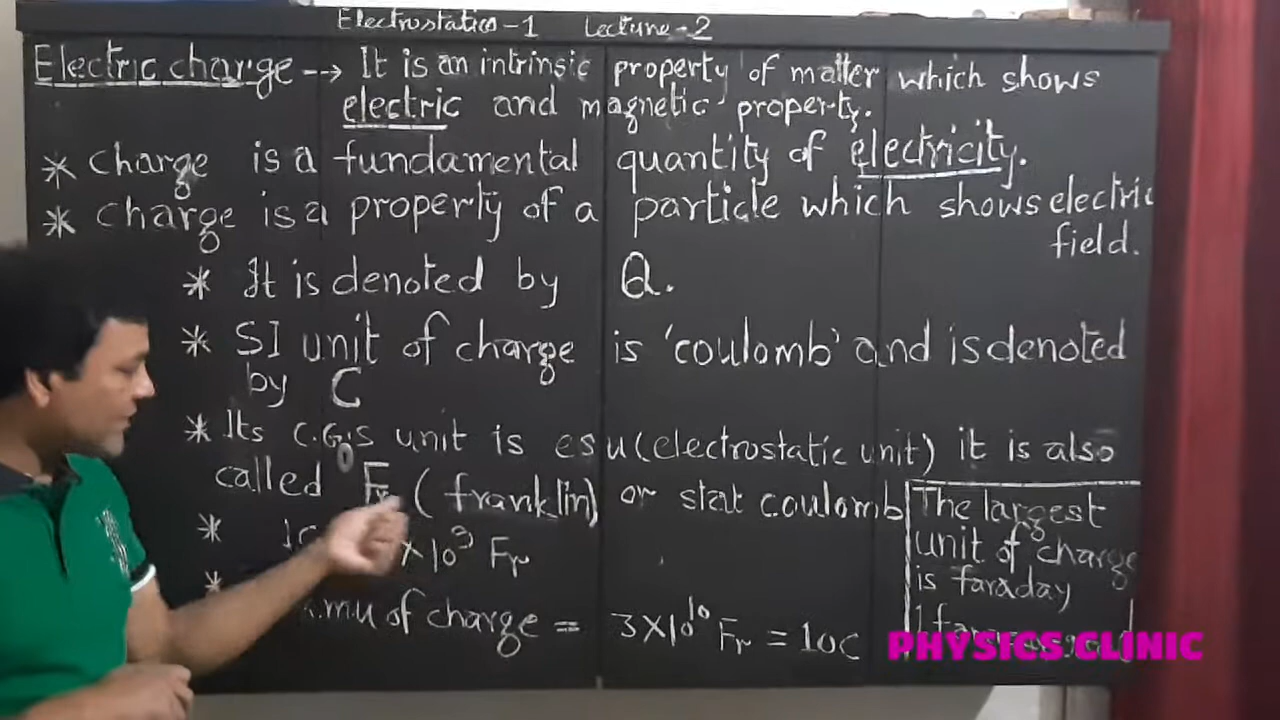 Electrostatics-1 Lecture-2
Electric charge --> It is an intrinsic property of matter which shows
electric and magnetic property.
* charge is a fundamental quantity of electricity.
* charge is a property of a particle which shows electric
field.
* It is denoted by Q.
* SI unit of charge is 'coulomb' and is denoted
by C
* Its C.G.S unit is esu (electrostatic unit) it is also
called Fr (franklin) or stat coulomb
* 1C ×10⁹ Fr
* .m.u of charge = 3×10¹⁰ Fr = 10C
The largest
unit of charge
is faraday
1
PHYSICS CLINIC